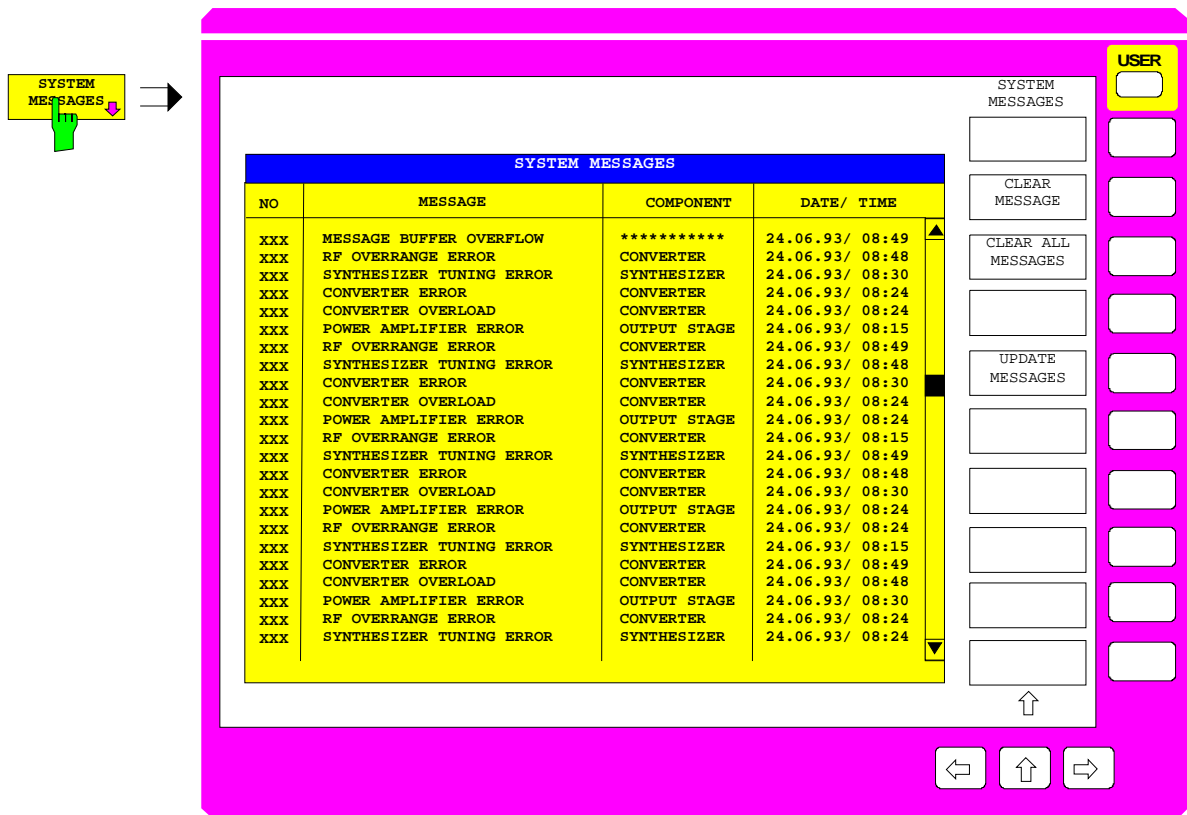 SYSTEM
MESSAGES
USER
SYSTEM
MESSAGES
SYSTEM MESSAGES
NO MESSAGE COMPONENT DATE/ TIME
XXX MESSAGE BUFFER OVERFLOW *********** 24.06.93/ 08:49
XXX RF OVERRANGE ERROR CONVERTER 24.06.93/ 08:48
XXX SYNTHESIZER TUNING ERROR SYNTHESIZER 24.06.93/ 08:30
XXX CONVERTER ERROR CONVERTER 24.06.93/ 08:24
XXX CONVERTER OVERLOAD CONVERTER 24.06.93/ 08:24
XXX POWER AMPLIFIER ERROR OUTPUT STAGE 24.06.93/ 08:15
XXX RF OVERRANGE ERROR CONVERTER 24.06.93/ 08:49
XXX SYNTHESIZER TUNING ERROR SYNTHESIZER 24.06.93/ 08:48
XXX CONVERTER ERROR CONVERTER 24.06.93/ 08:30
XXX CONVERTER OVERLOAD CONVERTER 24.06.93/ 08:24
XXX POWER AMPLIFIER ERROR OUTPUT STAGE 24.06.93/ 08:24
XXX RF OVERRANGE ERROR CONVERTER 24.06.93/ 08:15
XXX SYNTHESIZER TUNING ERROR SYNTHESIZER 24.06.93/ 08:49
XXX CONVERTER ERROR CONVERTER 24.06.93/ 08:48
XXX CONVERTER OVERLOAD CONVERTER 24.06.93/ 08:30
XXX POWER AMPLIFIER ERROR OUTPUT STAGE 24.06.93/ 08:24
XXX RF OVERRANGE ERROR CONVERTER 24.06.93/ 08:24
XXX SYNTHESIZER TUNING ERROR SYNTHESIZER 24.06.93/ 08:15
XXX CONVERTER ERROR CONVERTER 24.06.93/ 08:49
XXX CONVERTER OVERLOAD CONVERTER 24.06.93/ 08:48
XXX POWER AMPLIFIER ERROR OUTPUT STAGE 24.06.93/ 08:30
XXX RF OVERRANGE ERROR CONVERTER 24.06.93/ 08:24
XXX SYNTHESIZER TUNING ERROR SYNTHESIZER 24.06.93/ 08:24
CLEAR
MESSAGE
CLEAR ALL
MESSAGES
UPDATE
MESSAGES